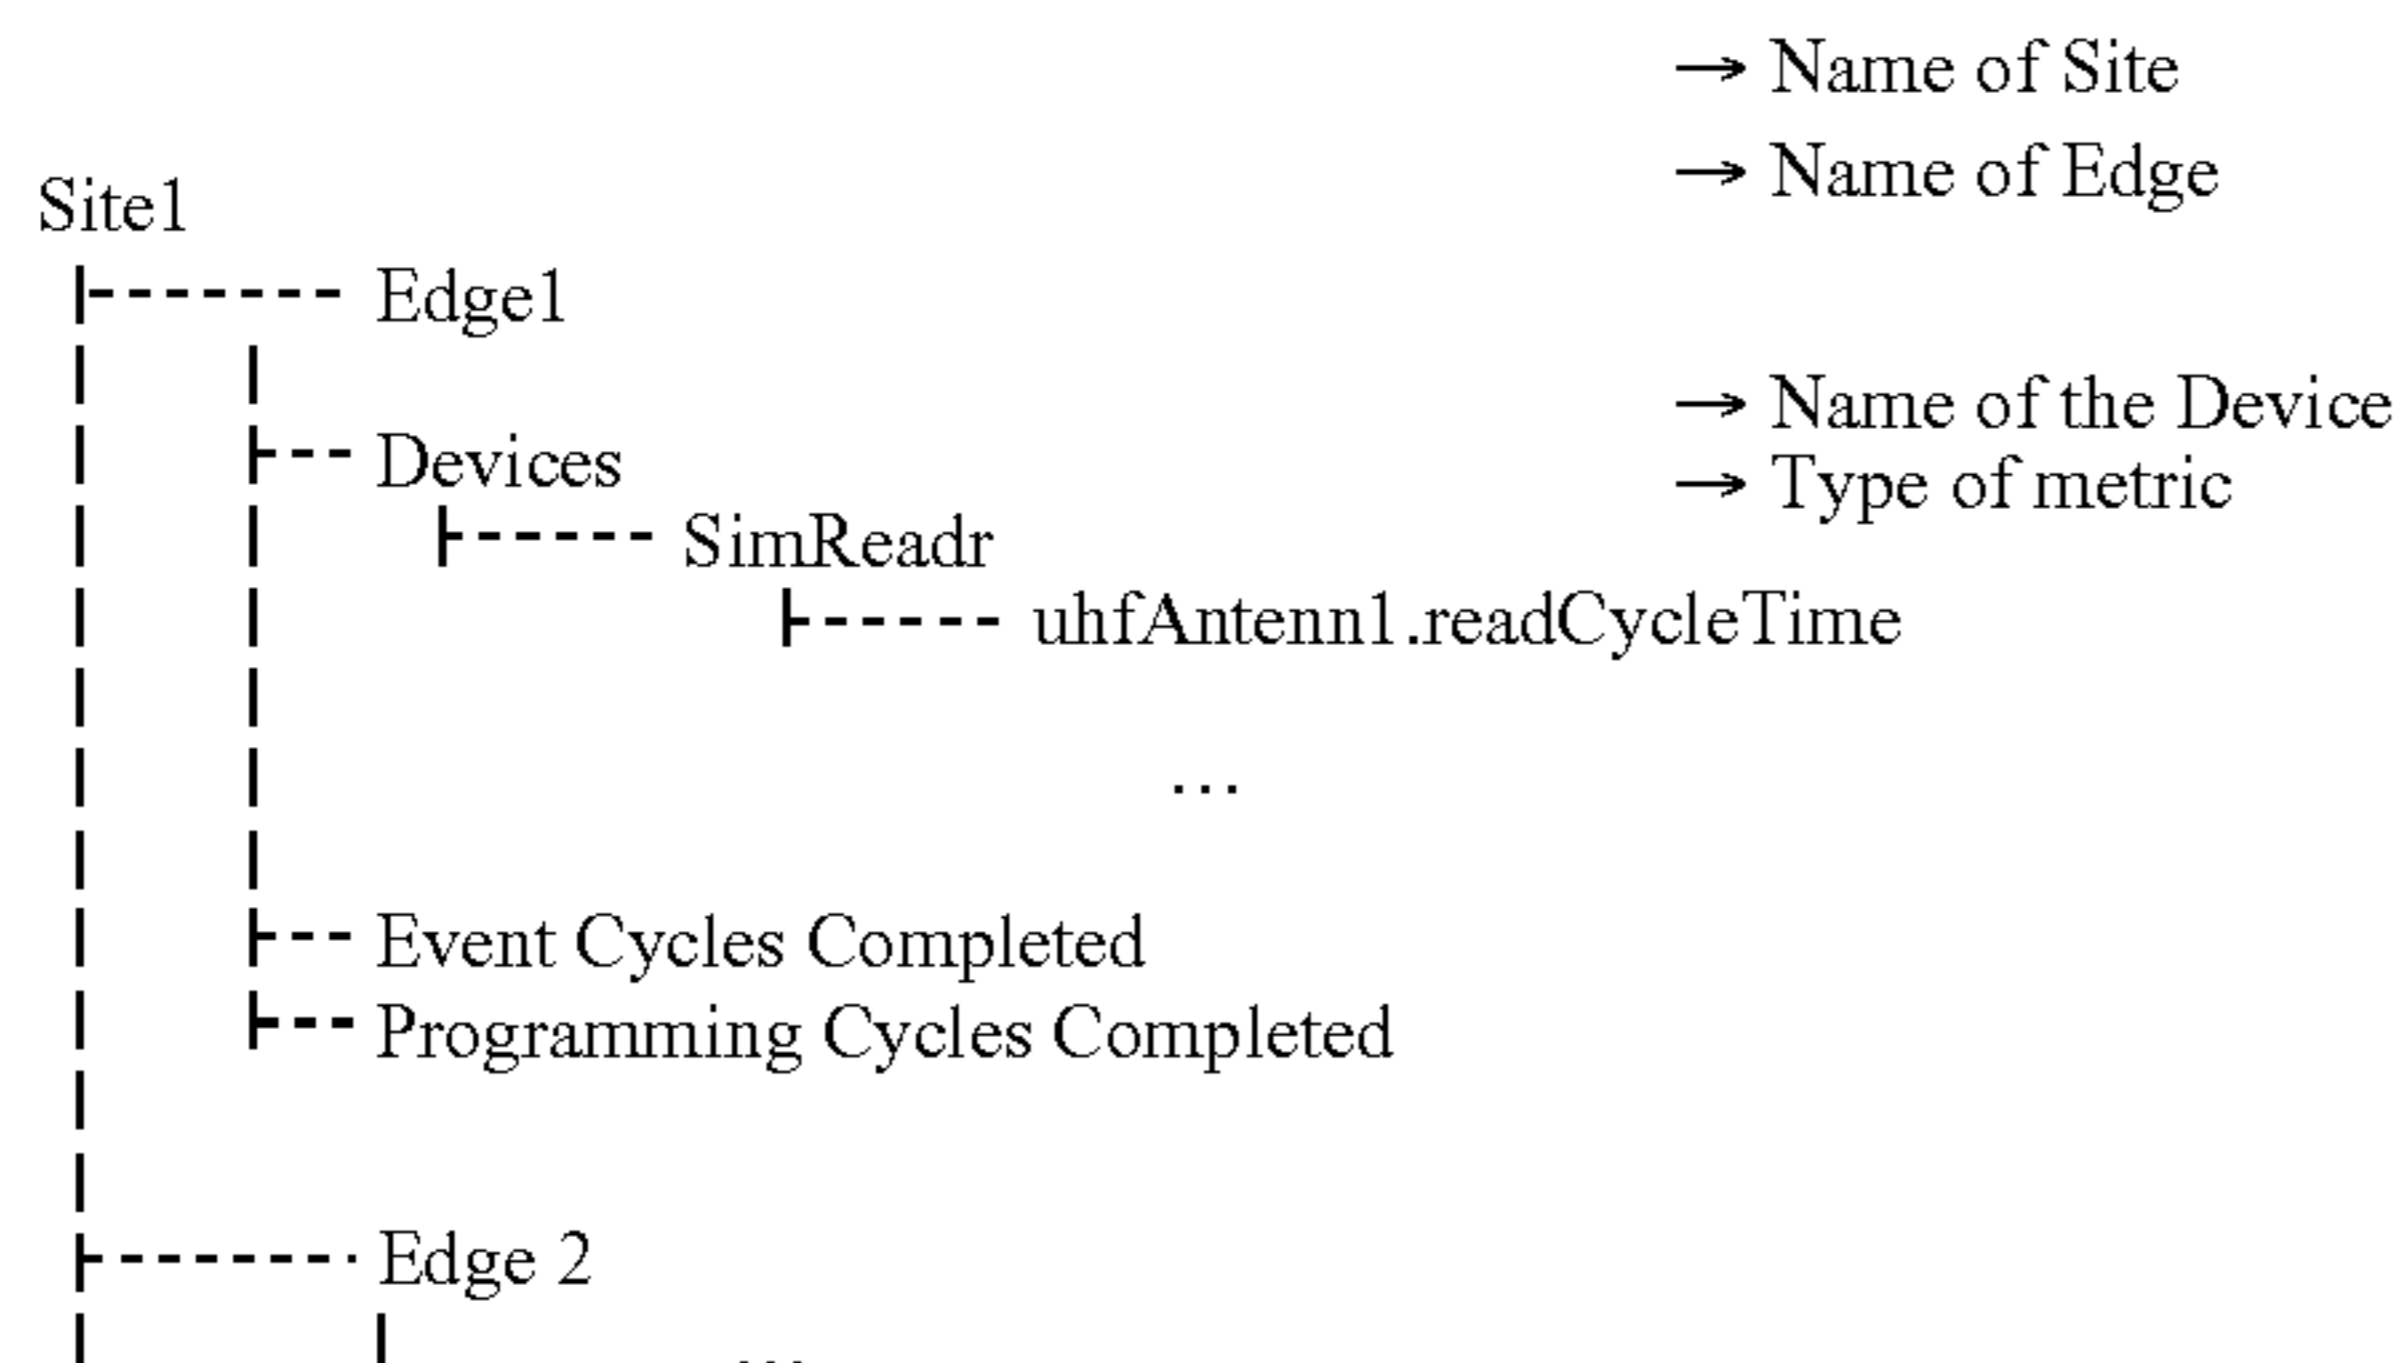 → Name of Site
→ Name of Edge
Site1
Edge1
→ Name of the Device
Devices
→ Type of metric
SimReadr
uhfAntenn1.readCycleTime
...
Event Cycles Completed
Programming Cycles Completed
Edge 2
...